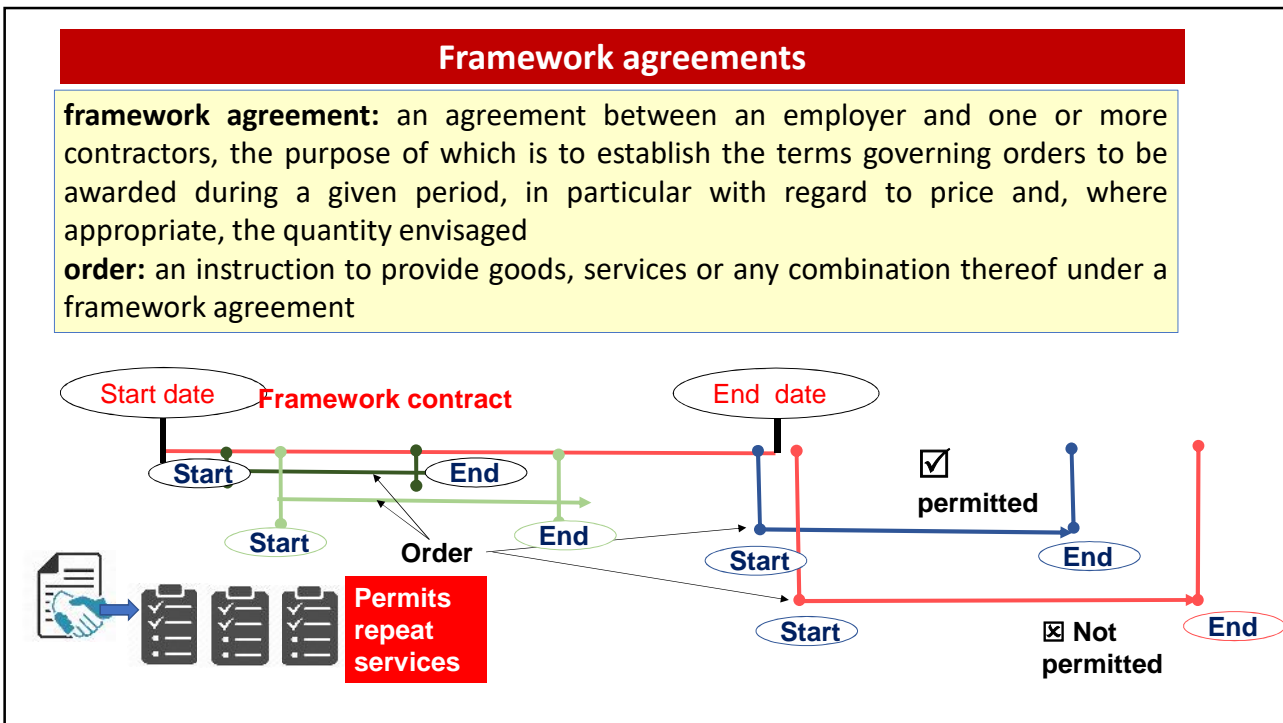 Framework agreements
framework agreement: an agreement between an employer and one or more
contractors, the purpose of which is to establish the terms governing orders to be
awarded during a given period, in particular with regard to price and, where
appropriate, the quantity envisaged
order: an instruction to provide goods, services or any combination thereof under a
framework agreement
Start date
Framework contract
End date
Start
End
☑
permitted
Start
Order
End
Start
End
Permits
repeat
services
Start
☒ Not
permitted
End